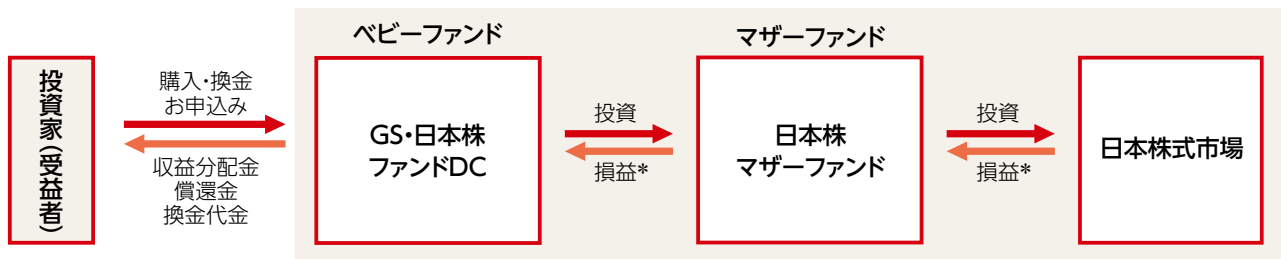 投資家(受益者)
購入・換金
お申込み
収益分配金
償還金
換金代金
ベビーファンド
GS・日本株
ファンドDC
投資
損益*
マザーファンド
日本株
マザーファンド
投資
損益*
日本株式市場